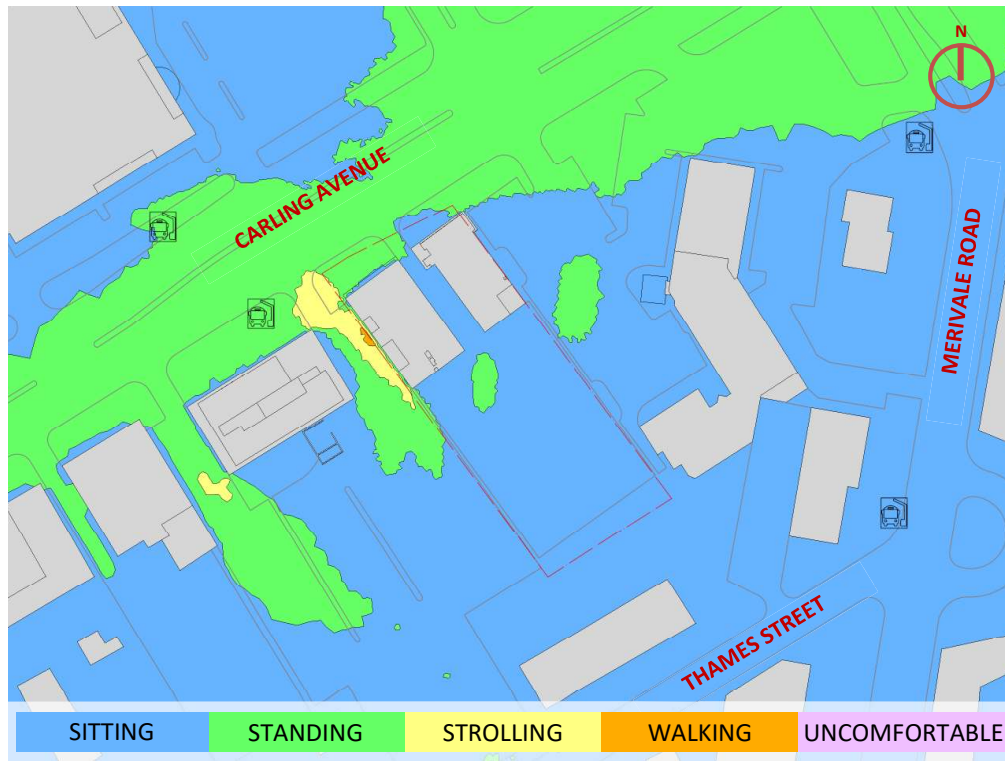 N
CARLING AVENUE
MERIVALE ROAD
THAMES STREET
SITTING
STANDING
STROLLING
WALKING
UNCOMFORTABLE